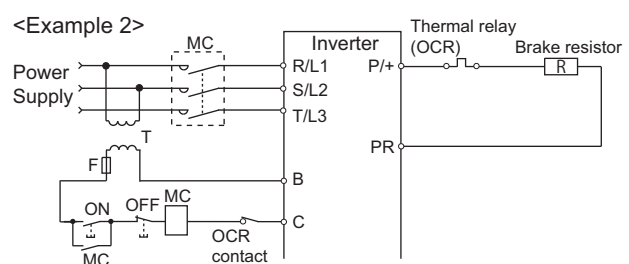 <Example 2>
MC
Inverter
Thermal relay
(OCR)
Brake resistor
Power
Supply
R/L1
S/L2
T/L3
P/+
R
PR
T
F
B
ON
OFF
MC
C
MC
OCR
contact